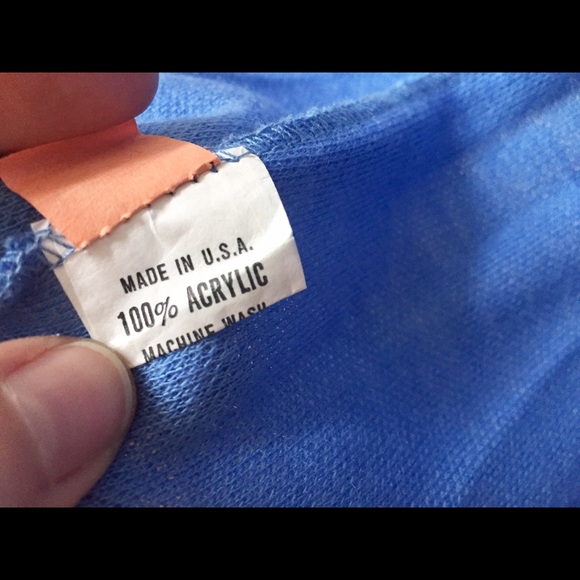 MADE IN U.S.A.
100% ACRYLIC
MACHINE WASH